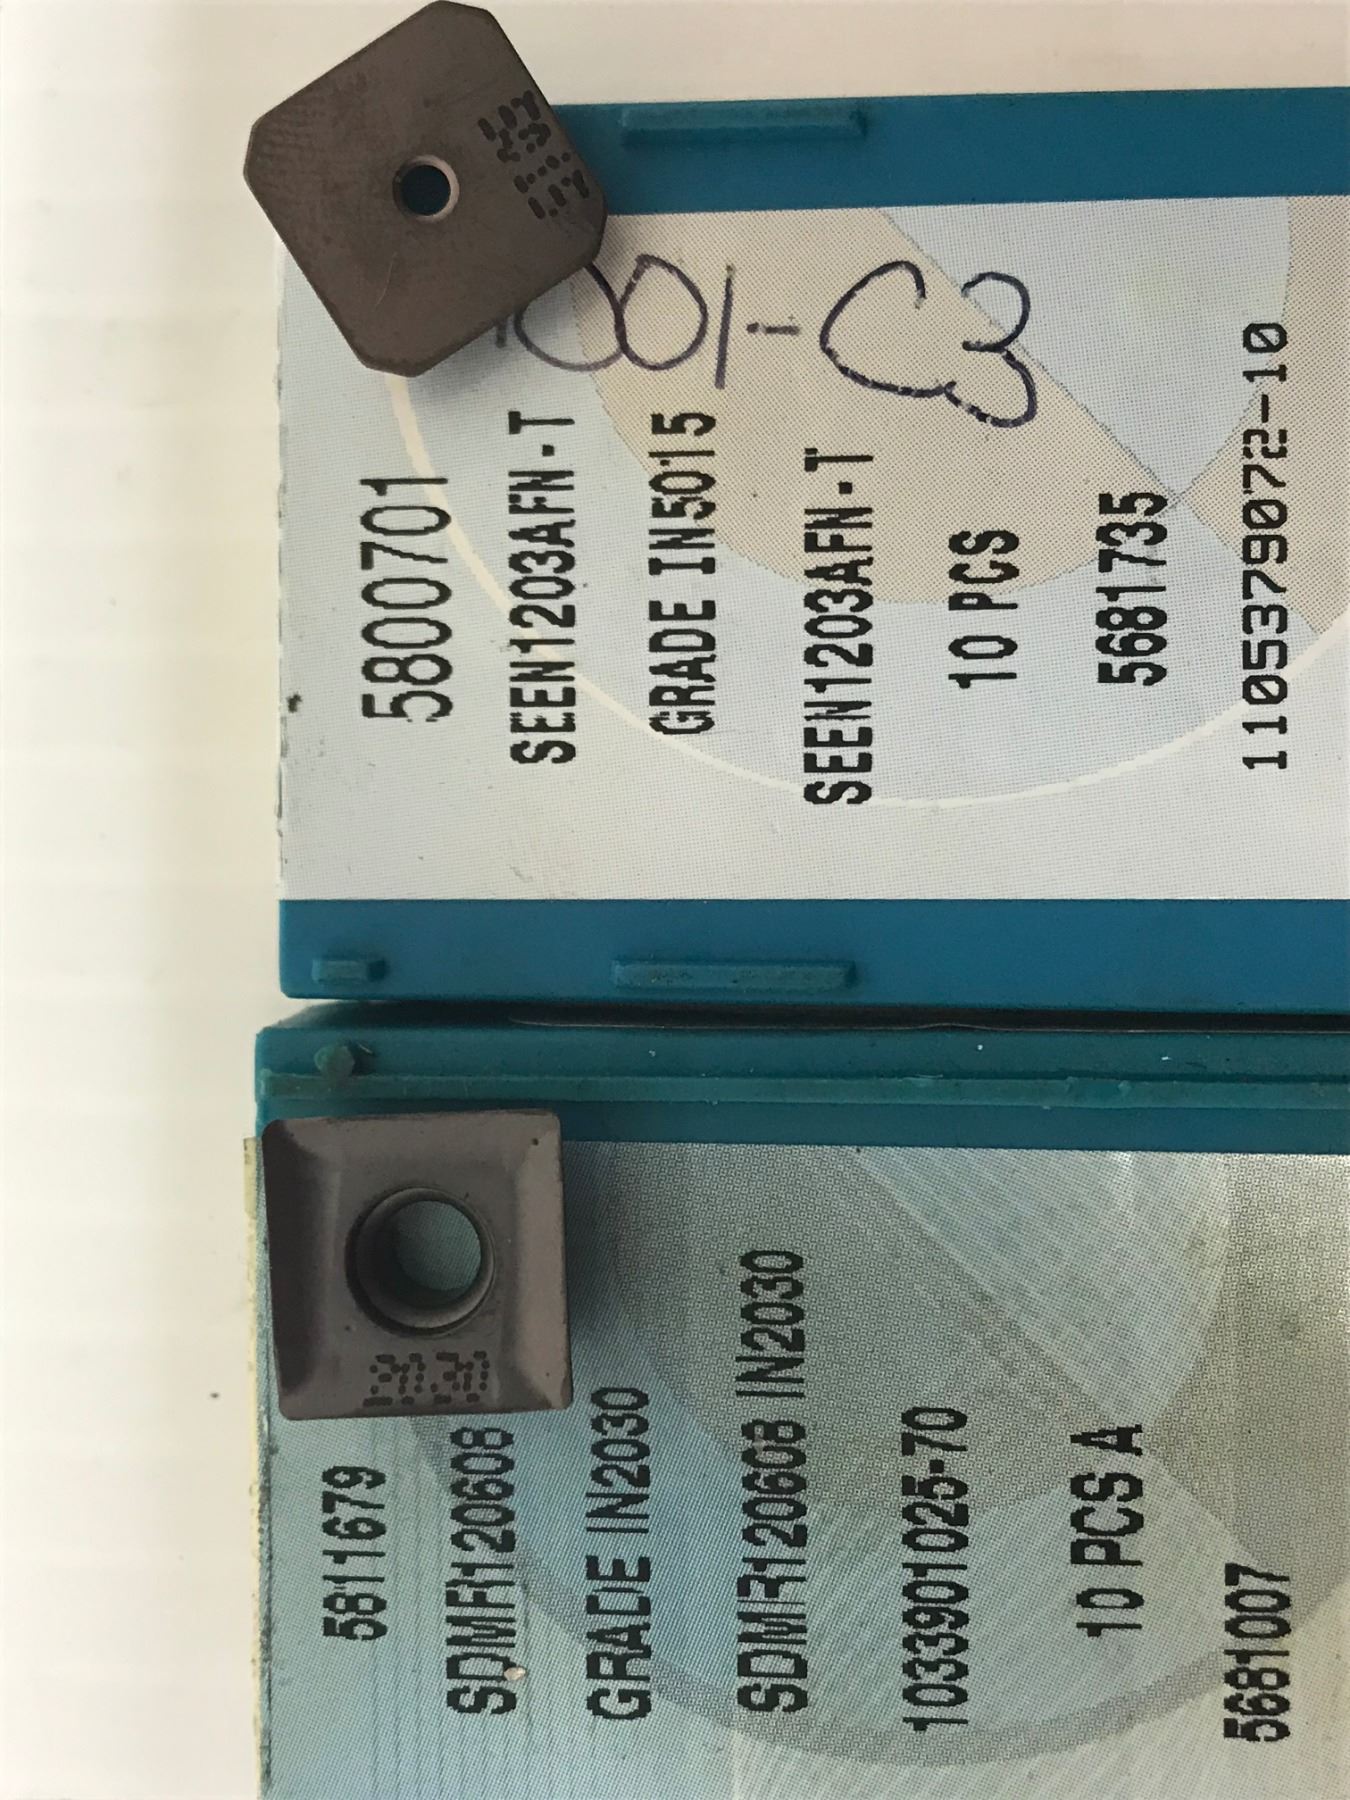 5800701
SEEN1203AFN-T
GRADE IN5015
SEEN1203AFN-T
10 PCS
5681735
1105379072-10
001-C3
5811679
SDMR120608
GRADE IN2030
SDMR120608 IN2030
1033901025-70
10 PCS A
5681007